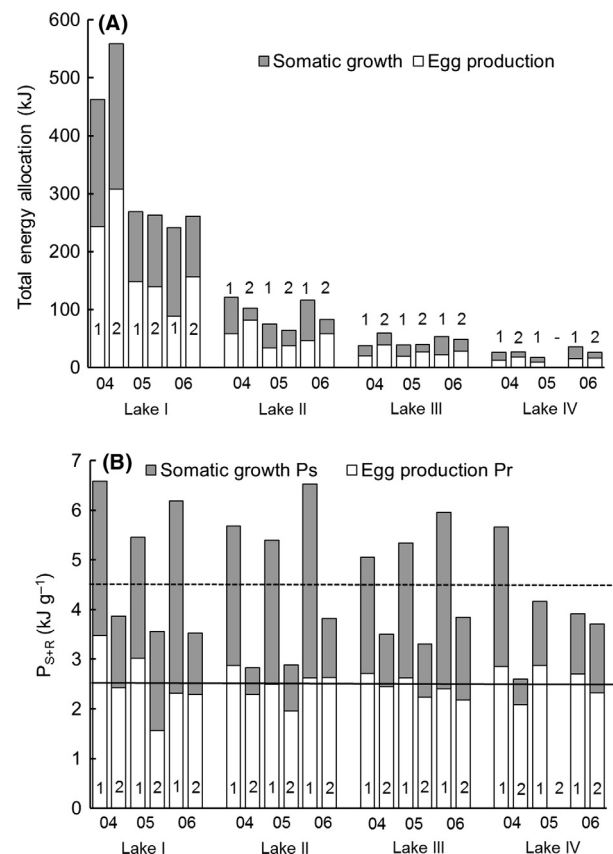 (A)
600
500
400
300
200
100
0
Total energy allocation (kJ)
Somatic growth Egg production
1 2 1 2 1 2
1 2 1 2 1 2
1 2 1 2 1 2
1 2 1 - 1 2
04 05 06 04 05 06 04 05 06 04 05 06
Lake I Lake II Lake III Lake IV
(B)
7
6
5
4
3
2
1
0
P S+R (kJ g⁻¹)
Somatic growth Ps Egg production Pr
1 2 1 2 1 2 1 2 1 2 1 2 1 2 1 2 1 2 1 2 1 2 1 2
04 05 06 04 05 06 04 05 06 04 05 06
Lake I Lake II Lake III Lake IV